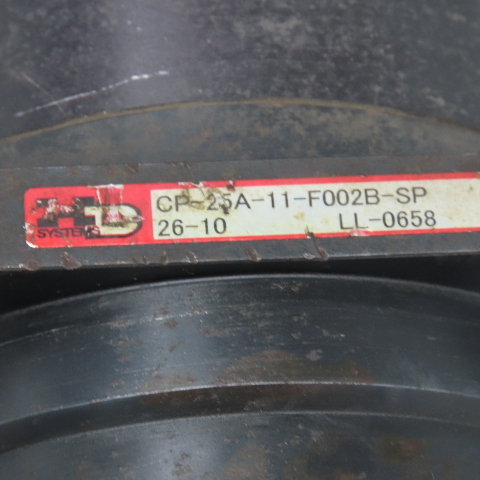 HD
SYSTEMS
CP-25A-11-F002B-SP
26-10 LL-0658